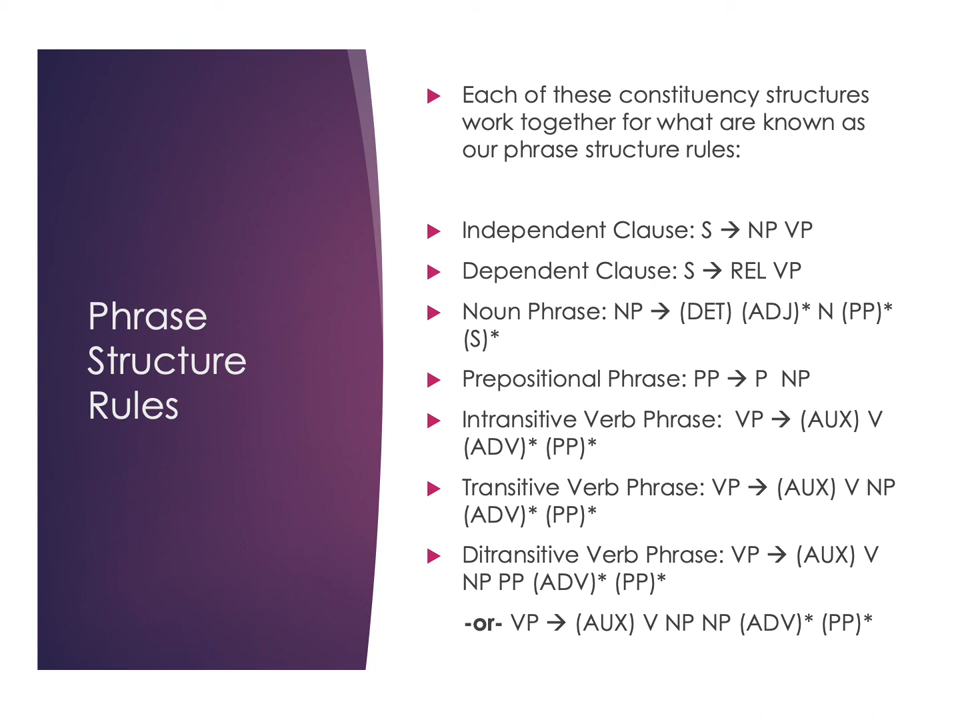 Phrase
Structure
Rules
Each of these constituency structures
work together for what are known as
our phrase structure rules:
Independent Clause: S → NP VP
Dependent Clause: S → REL VP
Noun Phrase: NP → (DET) (ADJ)* N (PP)*
(S)*
Prepositional Phrase: PP → P  NP
Intransitive Verb Phrase:  VP → (AUX) V
(ADV)* (PP)*
Transitive Verb Phrase: VP → (AUX) V NP
(ADV)* (PP)*
Ditransitive Verb Phrase: VP → (AUX) V
NP PP (ADV)* (PP)*
-or- VP → (AUX) V NP NP (ADV)* (PP)*